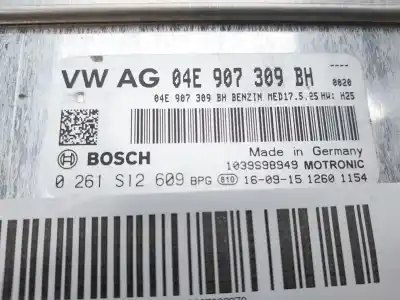 VW AG 04E 907 309 BH 0020
04E 907 309 BH BENZIN MED17.5.25 HW: H25
BOSCH
Made in Germany
1039S98949 MOTRONIC
0 261 S12 609 BPG 810 16-09-15 1260 1154